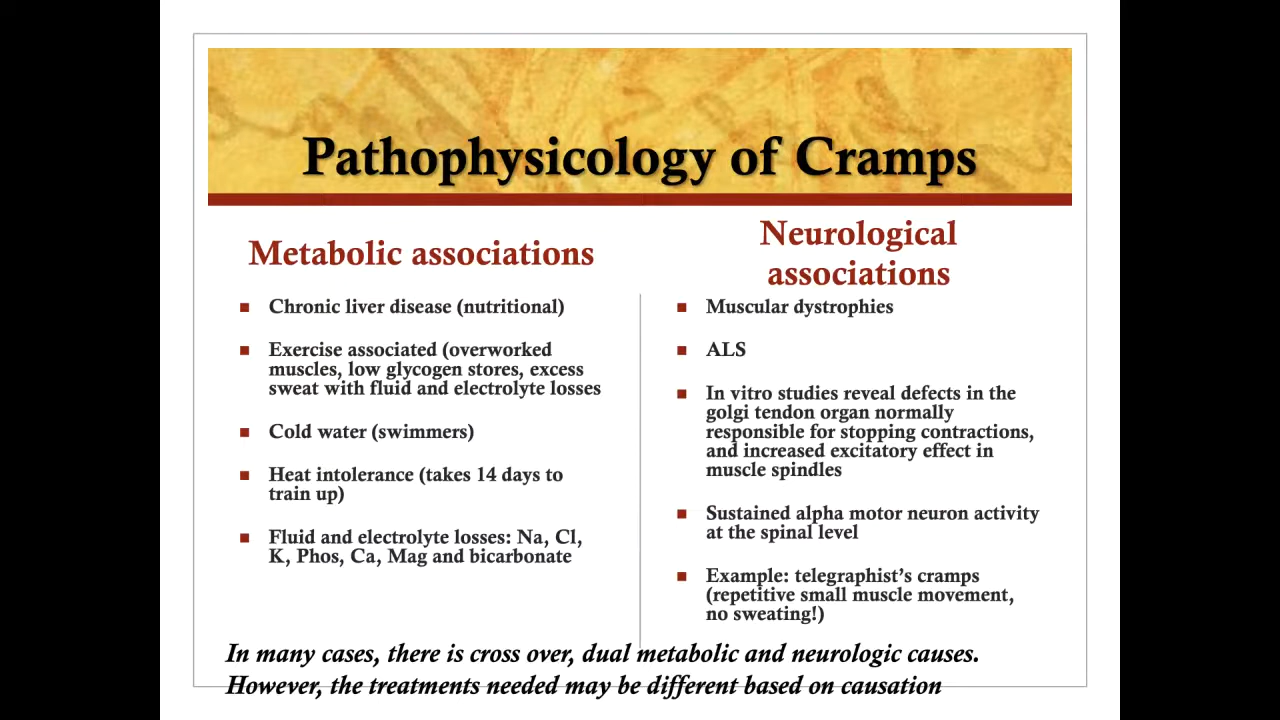 Pathophysicology of Cramps
Metabolic associations
Chronic liver disease (nutritional)
Exercise associated (overworked
muscles, low glycogen stores, excess
sweat with fluid and electrolyte losses
Cold water (swimmers)
Heat intolerance (takes 14 days to
train up)
Fluid and electrolyte losses: Na, Cl,
K, Phos, Ca, Mag and bicarbonate
Neurological
associations
Muscular dystrophies
ALS
In vitro studies reveal defects in the
golgi tendon organ normally
responsible for stopping contractions,
and increased excitatory effect in
muscle spindles
Sustained alpha motor neuron activity
at the spinal level
Example: telegraphist's cramps
(repetitive small muscle movement,
no sweating!)
In many cases, there is cross over, dual metabolic and neurologic causes.
However, the treatments needed may be different based on causation